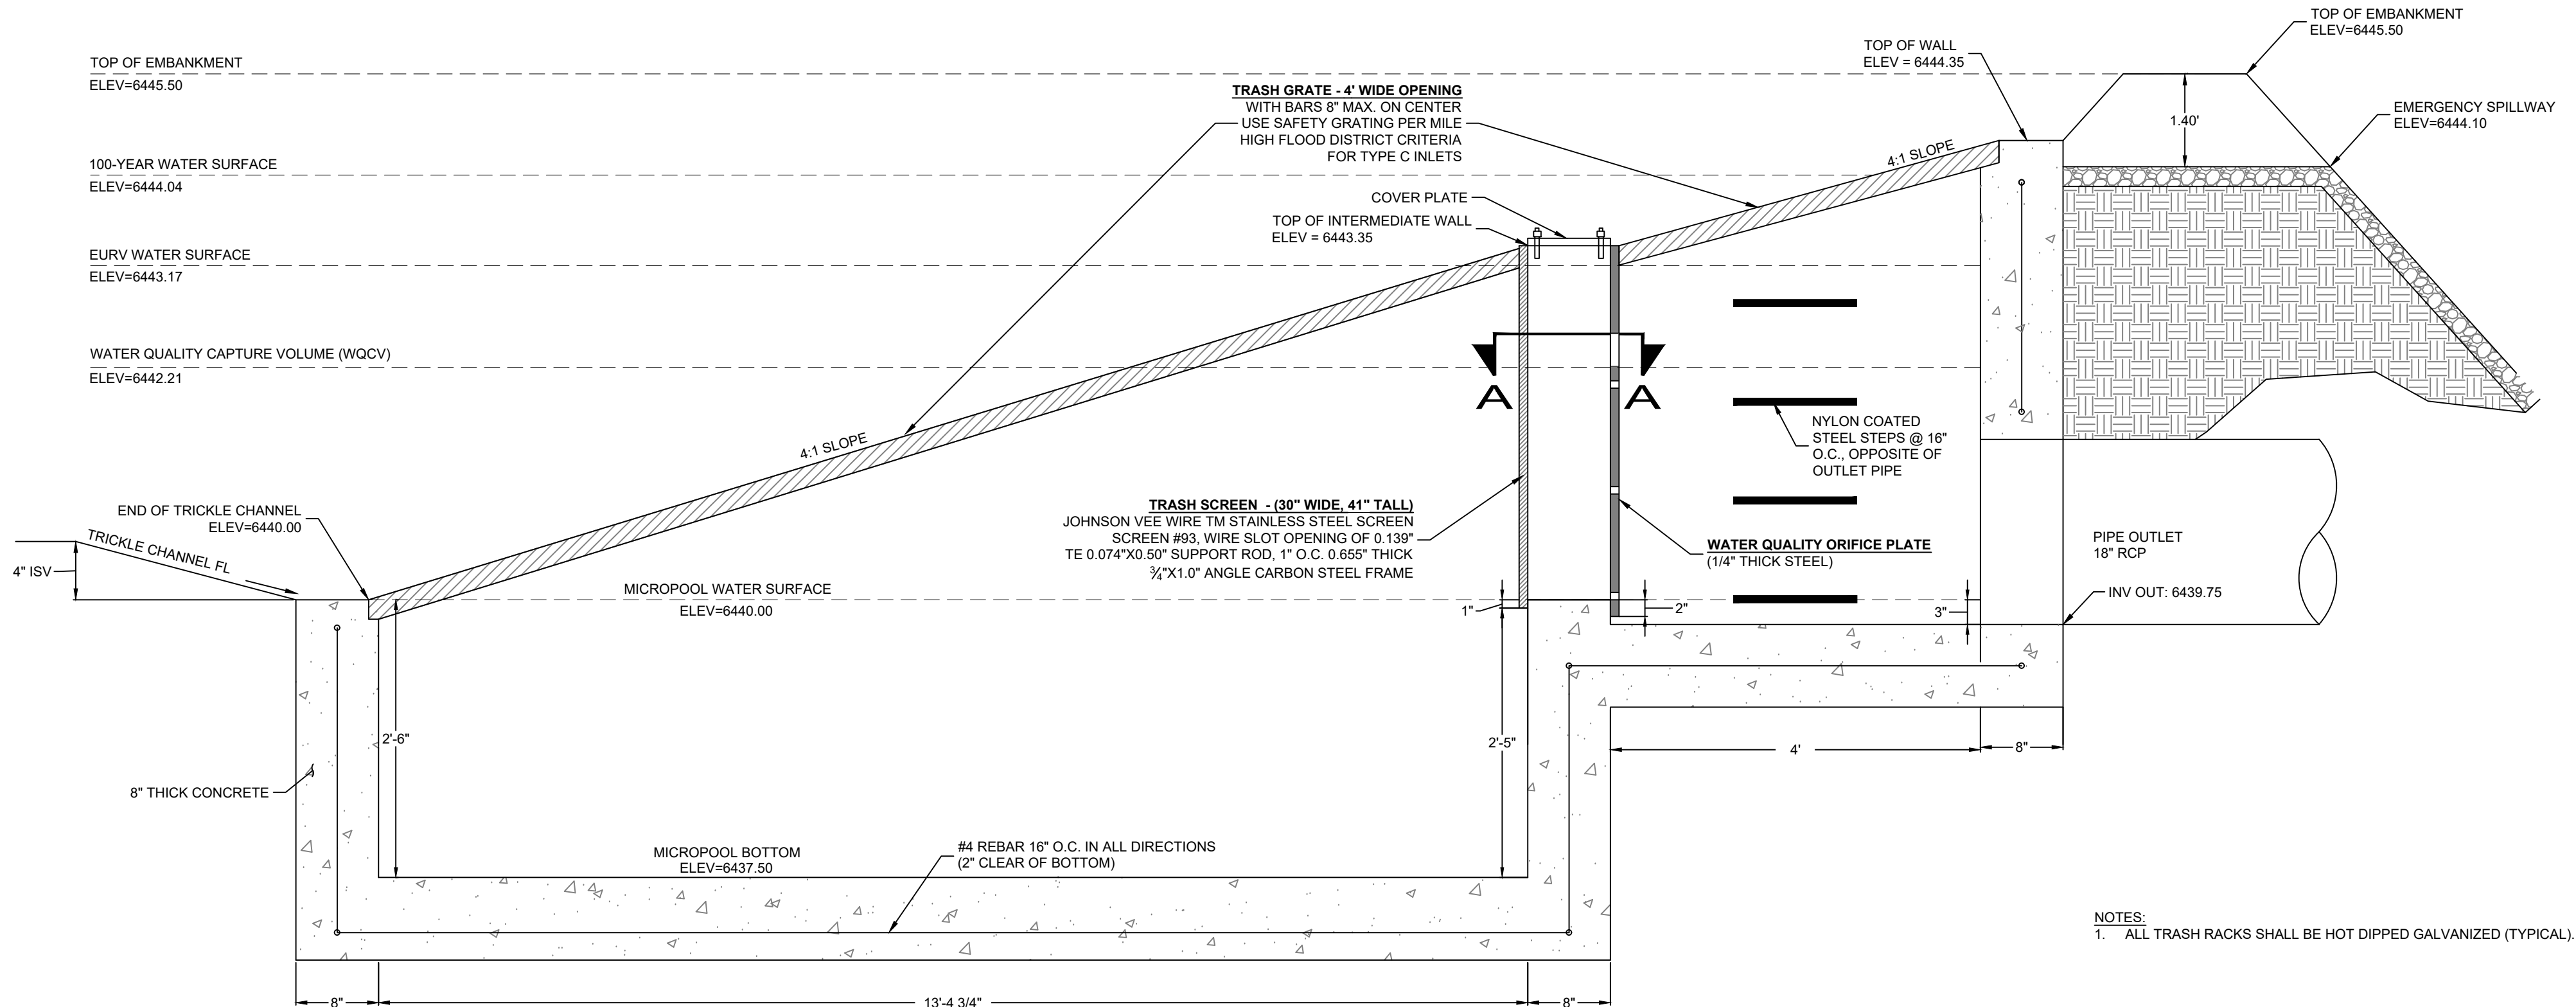 TOP OF EMBANKMENT
ELEV=6445.50
100-YEAR WATER SURFACE
ELEV=6444.04
EURV WATER SURFACE
ELEV=6443.17
WATER QUALITY CAPTURE VOLUME (WQCV)
ELEV=6442.21
TRASH GRATE - 4' WIDE OPENING
WITH BARS 8" MAX. ON CENTER
USE SAFETY GRATING PER MILE
HIGH FLOOD DISTRICT CRITERIA
FOR TYPE C INLETS
COVER PLATE
TOP OF INTERMEDIATE WALL
ELEV = 6443.35
TOP OF WALL
ELEV = 6444.35
TOP OF EMBANKMENT
ELEV=6445.50
1.40'
EMERGENCY SPILLWAY
ELEV=6444.10
4:1 SLOPE
4:1 SLOPE
A
A
NYLON COATED
STEEL STEPS @ 16"
O.C., OPPOSITE OF
OUTLET PIPE
END OF TRICKLE CHANNEL
ELEV=6440.00
TRICKLE CHANNEL FL
4" ISV
TRASH SCREEN - (30" WIDE, 41" TALL)
JOHNSON VEE WIRE TM STAINLESS STEEL SCREEN
SCREEN #93, WIRE SLOT OPENING OF 0.139"
TE 0.074"X0.50" SUPPORT ROD, 1" O.C. 0.655" THICK
¾"X1.0" ANGLE CARBON STEEL FRAME
WATER QUALITY ORIFICE PLATE
(1/4" THICK STEEL)
PIPE OUTLET
18" RCP
INV OUT: 6439.75
MICROPOOL WATER SURFACE
ELEV=6440.00
1"
2"
3"
2'-6"
2'-5"
4'
8"
8" THICK CONCRETE
MICROPOOL BOTTOM
ELEV=6437.50
#4 REBAR 16" O.C. IN ALL DIRECTIONS
(2" CLEAR OF BOTTOM)
NOTES:
1. ALL TRASH RACKS SHALL BE HOT DIPPED GALVANIZED (TYPICAL).
8"
13'-4 3/4"
8"